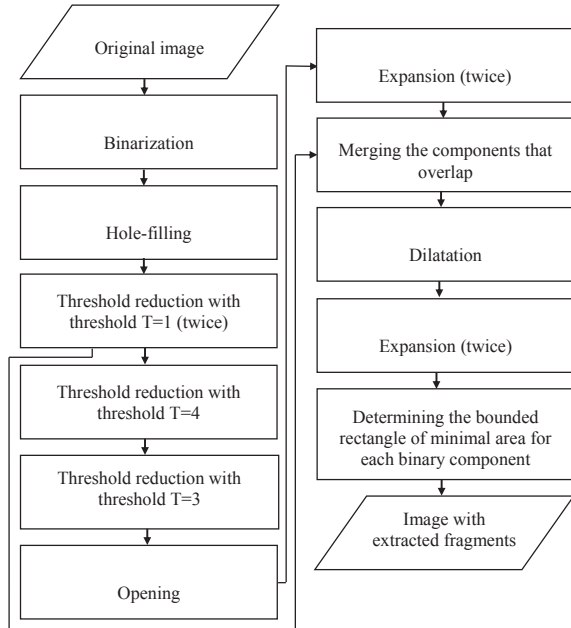 Original image
Binarization
Hole-filling
Threshold reduction with
threshold T=1 (twice)
Threshold reduction with
threshold T=4
Threshold reduction with
threshold T=3
Opening
Expansion (twice)
Merging the components that
overlap
Dilatation
Expansion (twice)
Determining the bounded
rectangle of minimal area for
each binary component
Image with
extracted fragments